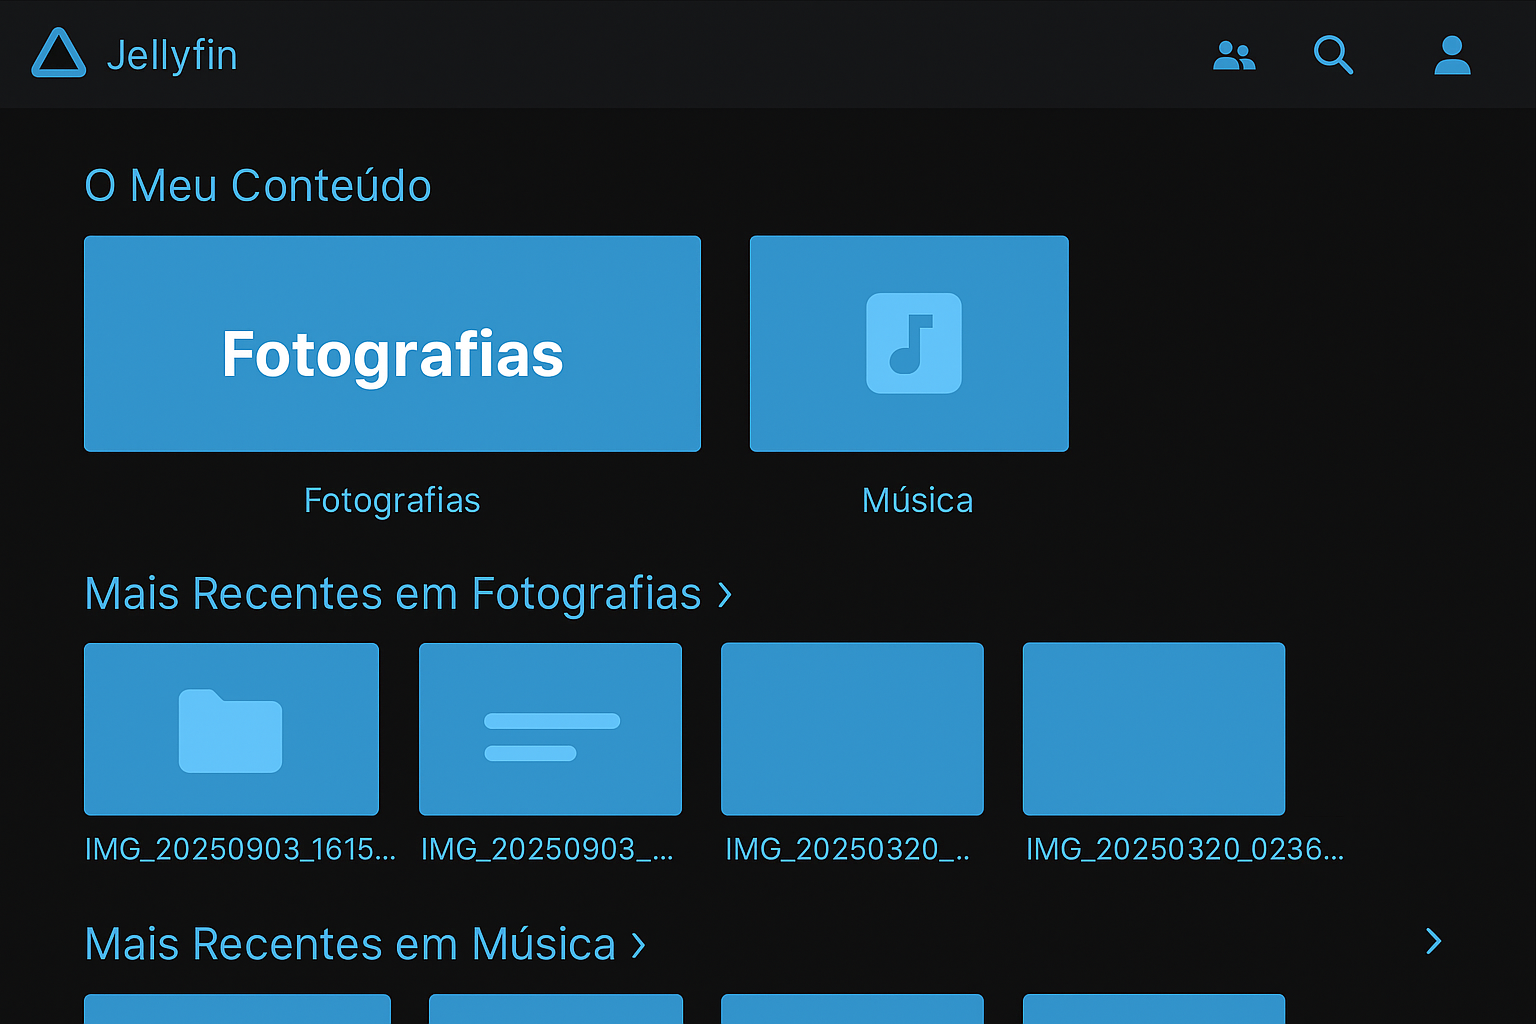 Jellyfin
O Meu Conteúdo
Fotografias
Fotografias
Música
Mais Recentes em Fotografias
IMG_20250903_1615...
IMG_20250903_...
IMG_20250320_..
IMG_20250320_0236...
Mais Recentes em Música